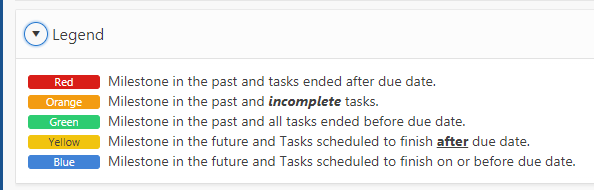 Legend
Red Milestone in the past and tasks ended after due date.
Orange Milestone in the past and incomplete tasks.
Green Milestone in the past and all tasks ended before due date.
Yellow Milestone in the future and Tasks scheduled to finish after due date.
Blue Milestone in the future and Tasks scheduled to finish on or before due date.